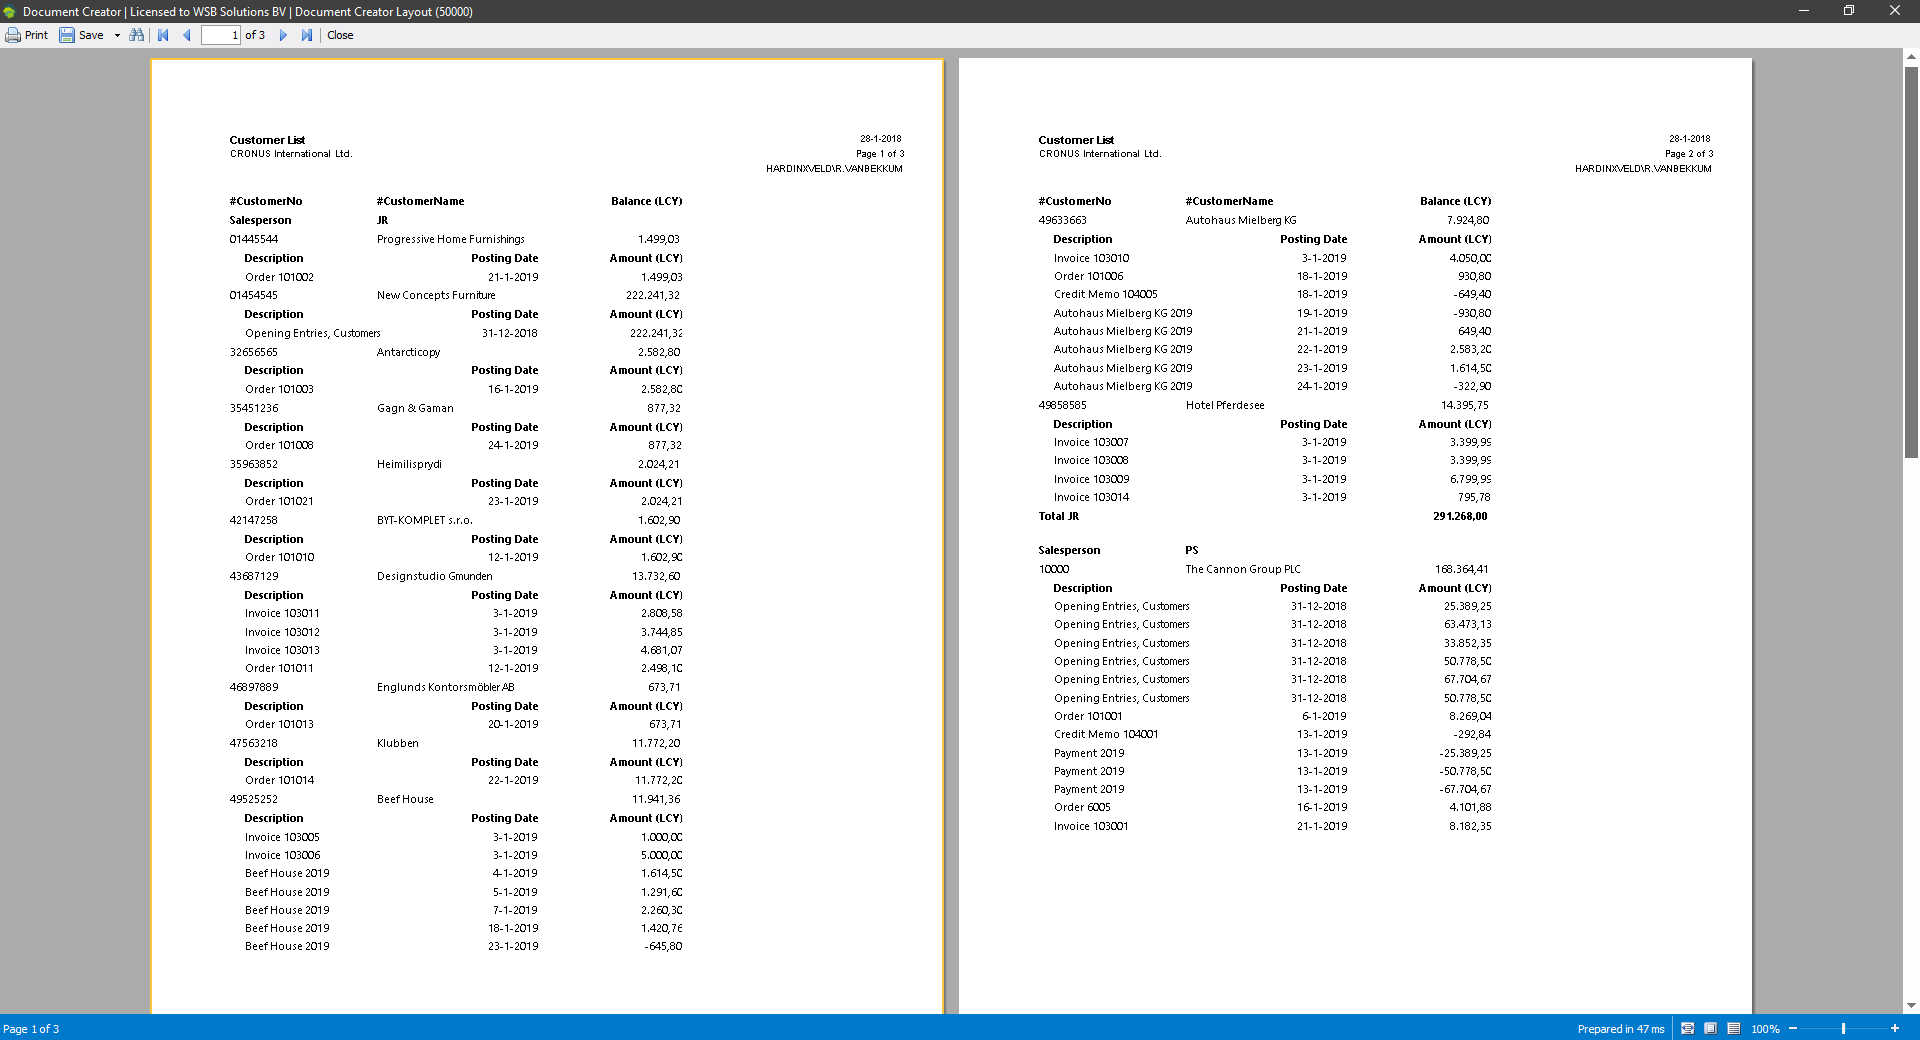 Document Creator | Licensed to WSB Solutions BV | Document Creator Layout (50000)
Print Save 1 of 3 Close
Customer List 28-1-2018
CRONUS International Ltd. Page 1 of 3
HARDINXVELD\R.VANBEKKUM
#CustomerNo #CustomerName Balance (LCY)
Salesperson JR
01445544 Progressive Home Furnishings 1.499,03
Description Posting Date Amount (LCY)
Order 101002 21-1-2019 1.499,03
01454545 New Concepts Furniture 222.241,32
Description Posting Date Amount (LCY)
Opening Entries, Customers 31-12-2018 222.241,32
32656565 Antarcticopy 2.582,80
Description Posting Date Amount (LCY)
Order 101003 16-1-2019 2.582,80
35451236 Gagn & Gaman 877,32
Description Posting Date Amount (LCY)
Order 101008 24-1-2019 877,32
35963852 Heimilisprydi 2.024,21
Description Posting Date Amount (LCY)
Order 101021 23-1-2019 2.024,21
42147258 BYT-KOMPLET s.r.o. 1.602,90
Description Posting Date Amount (LCY)
Order 101010 12-1-2019 1.602,90
43687129 Designstudio Gmunden 13.732,60
Description Posting Date Amount (LCY)
Invoice 103011 3-1-2019 2.808,58
Invoice 103012 3-1-2019 3.744,85
Invoice 103013 3-1-2019 4.681,07
Order 101011 12-1-2019 2.498,10
46897889 Englunds Kontorsmöbler AB 673,71
Description Posting Date Amount (LCY)
Order 101013 20-1-2019 673,71
47563218 Klubben 11.772,20
Description Posting Date Amount (LCY)
Order 101014 22-1-2019 11.772,20
49525252 Beef House 11.941,36
Description Posting Date Amount (LCY)
Invoice 103005 3-1-2019 1.000,00
Invoice 103006 3-1-2019 5.000,00
Beef House 2019 4-1-2019 1.614,50
Beef House 2019 5-1-2019 1.291,60
Beef House 2019 7-1-2019 2.260,30
Beef House 2019 18-1-2019 1.420,76
Beef House 2019 23-1-2019 -645,80
Customer List 28-1-2018
CRONUS International Ltd. Page 2 of 3
HARDINXVELD\R.VANBEKKUM
#CustomerNo #CustomerName Balance (LCY)
49633663 Autohaus Mielberg KG 7.924,80
Description Posting Date Amount (LCY)
Invoice 103010 3-1-2019 4.050,00
Order 101006 18-1-2019 930,80
Credit Memo 104005 18-1-2019 -649,40
Autohaus Mielberg KG 2019 19-1-2019 -930,80
Autohaus Mielberg KG 2019 21-1-2019 649,40
Autohaus Mielberg KG 2019 22-1-2019 2.583,20
Autohaus Mielberg KG 2019 23-1-2019 1.614,50
Autohaus Mielberg KG 2019 24-1-2019 -322,90
49858585 Hotel Pferdesee 14.395,75
Description Posting Date Amount (LCY)
Invoice 103007 3-1-2019 3.399,99
Invoice 103008 3-1-2019 3.399,99
Invoice 103009 3-1-2019 6.799,99
Invoice 103014 3-1-2019 795,78
Total JR 291.268,00
Salesperson PS
10000 The Cannon Group PLC 168.364,41
Description Posting Date Amount (LCY)
Opening Entries, Customers 31-12-2018 25.389,25
Opening Entries, Customers 31-12-2018 63.473,13
Opening Entries, Customers 31-12-2018 33.852,35
Opening Entries, Customers 31-12-2018 50.778,50
Opening Entries, Customers 31-12-2018 67.704,67
Opening Entries, Customers 31-12-2018 50.778,50
Order 101001 6-1-2019 8.269,04
Credit Memo 104001 13-1-2019 -292,84
Payment 2019 13-1-2019 -25.389,25
Payment 2019 13-1-2019 -50.778,50
Payment 2019 13-1-2019 -67.704,67
Order 6005 16-1-2019 4.101,88
Invoice 103001 21-1-2019 8.182,35
Page 1 of 3 Prepared in 47 ms 100%